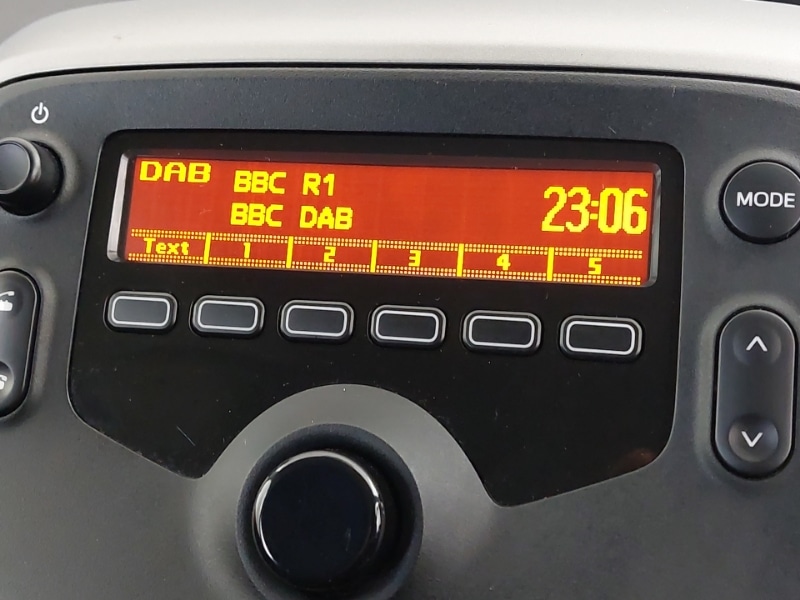 DAB BBC R1 23:06
BBC DAB
Text 1 2 3 4 5
MODE